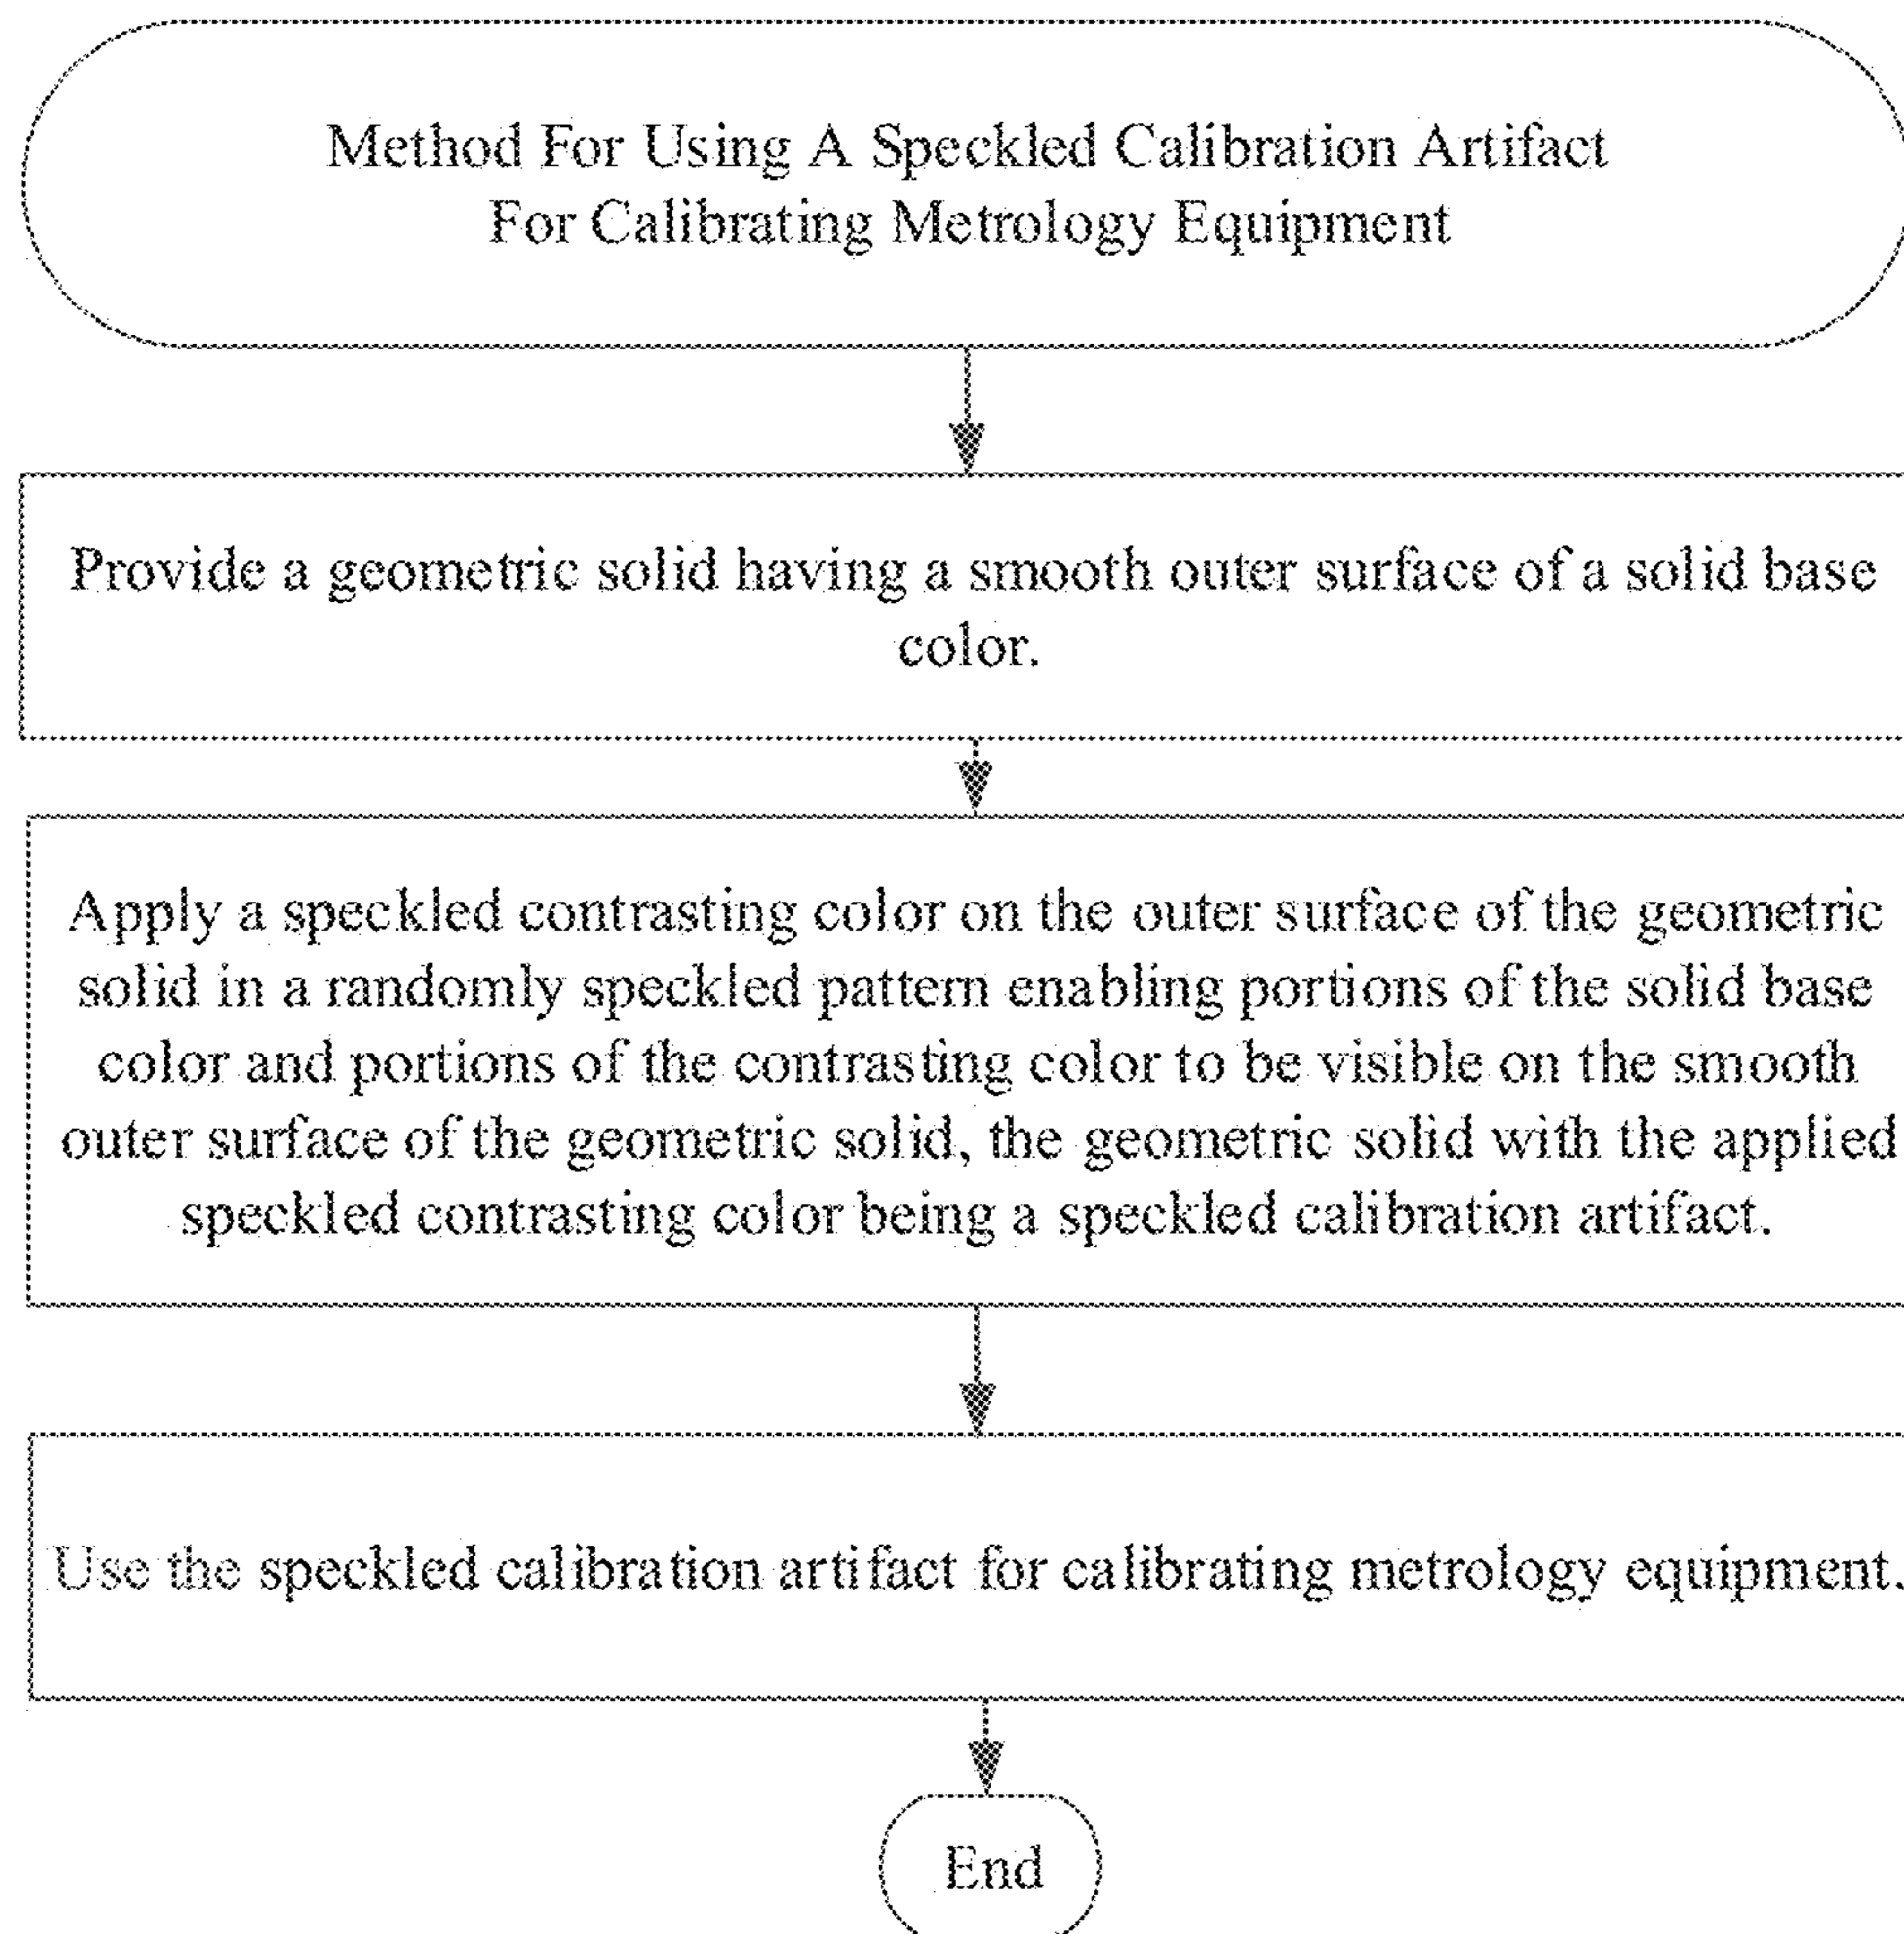 Method For Using A Speckled Calibration Artifact
For Calibrating Metrology Equipment
Provide a geometric solid having a smooth outer surface of a solid base
color.
Apply a speckled contrasting color on the outer surface of the geometric
solid in a randomly speckled pattern enabling portions of the solid base
color and portions of the contrasting color to be visible on the smooth
outer surface of the geometric solid, the geometric solid with the applied
speckled contrasting color being a speckled calibration artifact.
Use the speckled calibration artifact for calibrating metrology equipment.
End